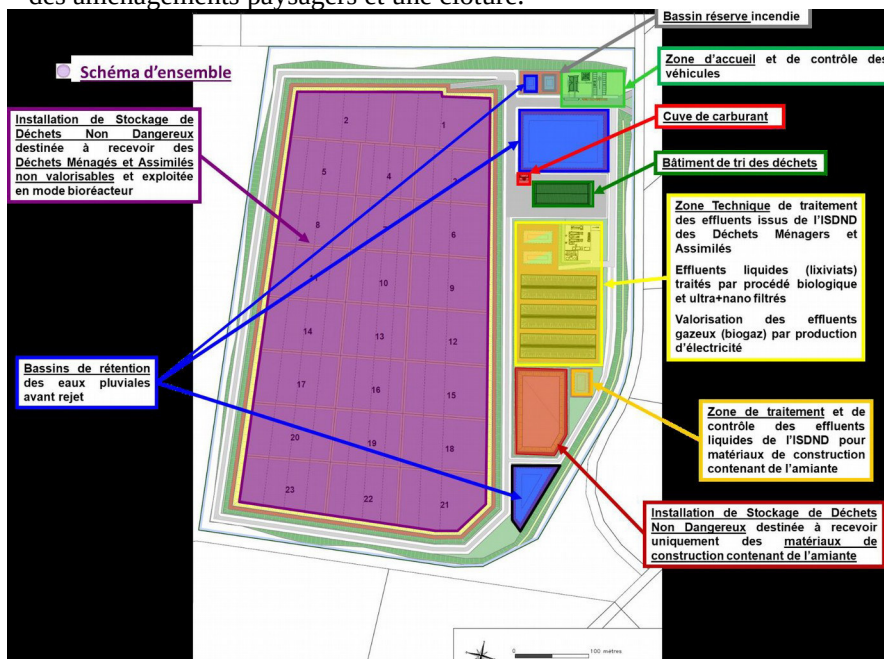 des aménagements paysagers et une clôture.
Schéma d'ensemble
Bassin réserve incendie
Zone d'accueil et de contrôle des
véhicules
Installation de Stockage de
Déchets Non Dangereux
destinée à recevoir des
Déchets Ménagés et Assimilés
non valorisables et exploitée
en mode bioréacteur
Cuve de carburant
Bâtiment de tri des déchets
Zone Technique de traitement
des effluents issus de l'ISDND
des Déchets Ménagers et
Assimilés
Effluents liquides (lixiviats)
traités par procédé biologique
et ultra+nano filtrés
Valorisation des effluents
gazeux (biogaz) par production
d'électricité
Bassins de rétention
des eaux pluviales
avant rejet
Zone de traitement et de
contrôle des effluents
liquides de l'ISDND pour
matériaux de construction
contenant de l'amiante
Installation de Stockage de Déchets
Non Dangereux destinée à recevoir
uniquement des matériaux de
construction contenant de l'amiante
2 1
5 4 3
8 7 6
11 10 9
14 13 12
17 16 15
20 19 18
23 22 21
0 100 mètres